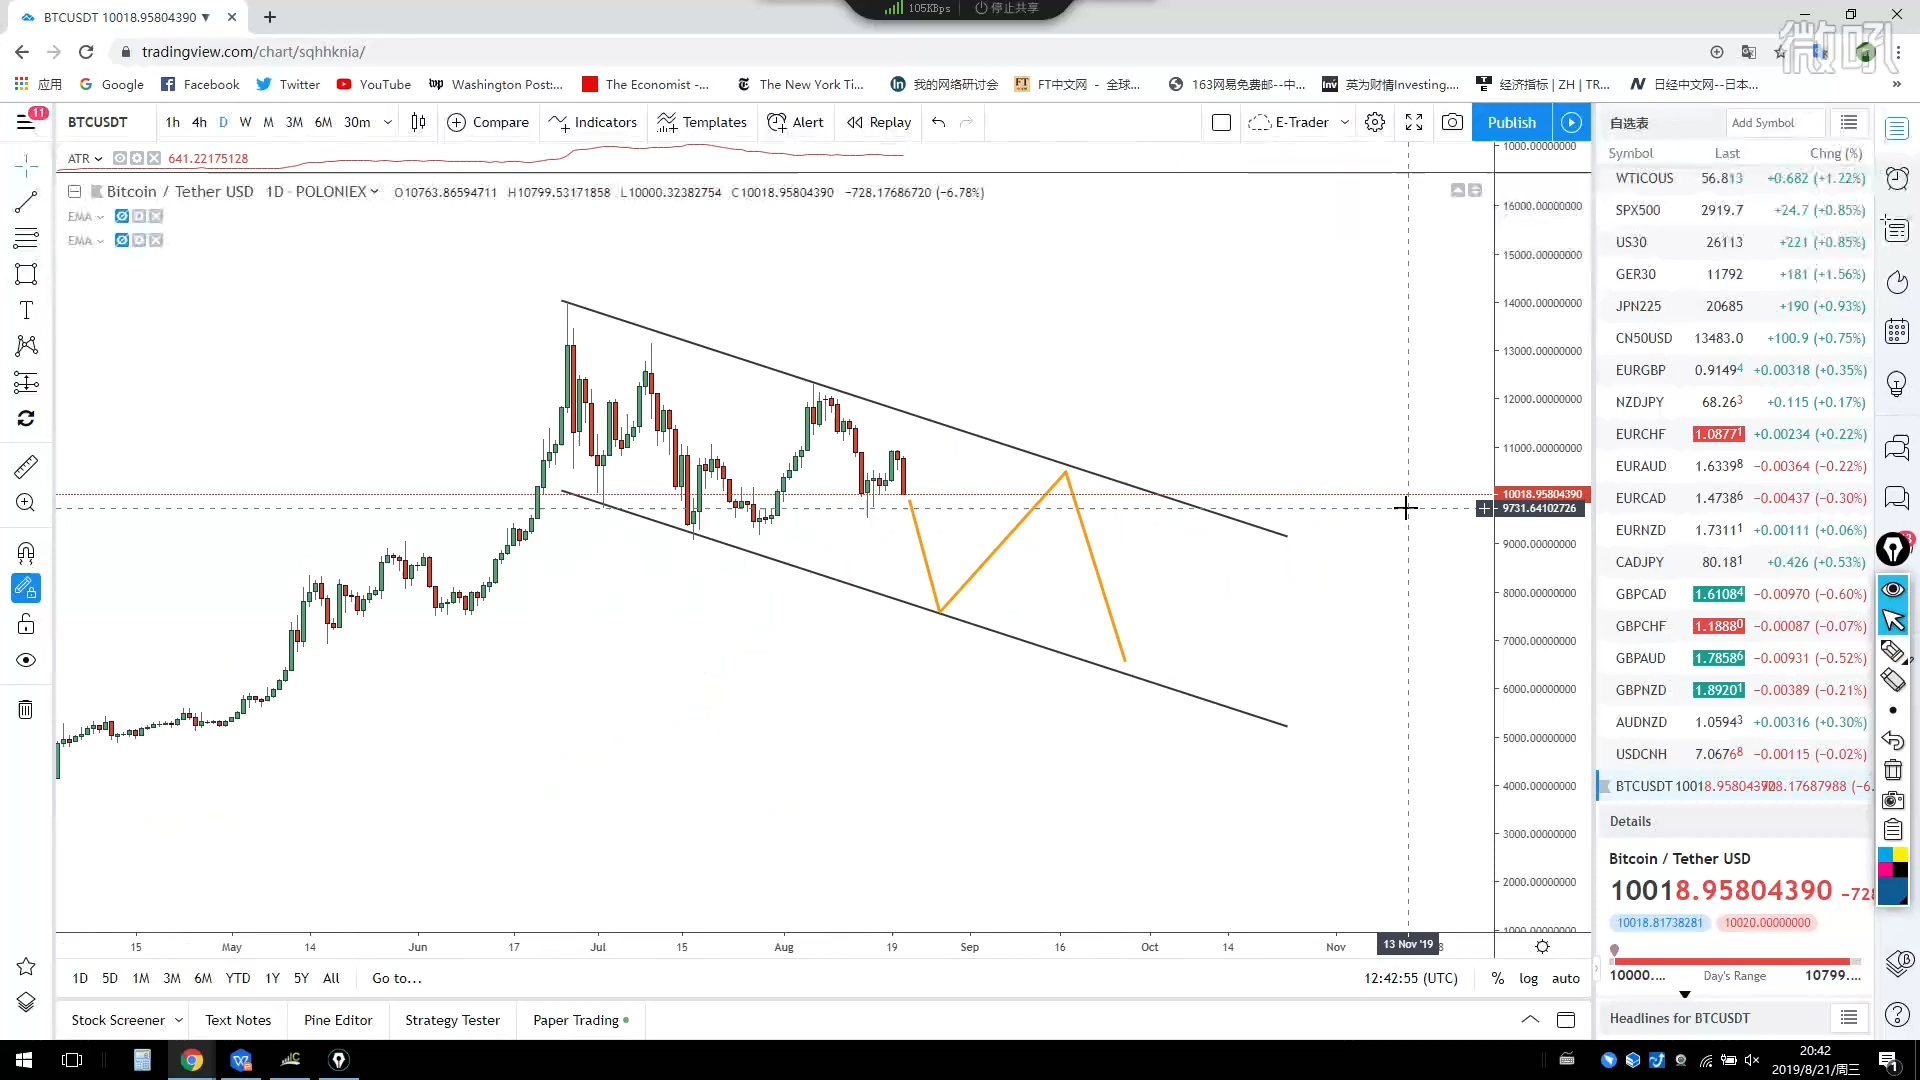 BTCUSDT 10018.95804390 ▼
105KBps 停止共享
微吼
tradingview.com/chart/sqhhknia/
应用 Google Facebook Twitter YouTube Washington Post:... The Economist -... The New York Ti... 我的网络研讨会 FT中文网 - 全球... 163网易免费邮--中... 英为财情Investing.... 经济指标 | ZH | TR... 日经中文网--日本...
11
BTCUSDT 1h 4h D W M 3M 6M 30m Compare Indicators Templates Alert Replay E-Trader Publish
自选表 Add Symbol
ATR 641.22175128
Bitcoin / Tether USD 1D - POLONIEX O10763.86594711 H10799.53171858 L10000.32382754 C10018.95804390 −728.17686720 (−6.78%)
EMA
EMA
1000.00000000
16000.00000000
15000.00000000
14000.00000000
13000.00000000
12000.00000000
11000.00000000
10018.95804390
9731.64102726
9000.00000000
8000.00000000
7000.00000000
6000.00000000
5000.00000000
4000.00000000
3000.00000000
2000.00000000
1000.00000000
15 May 14 Jun 17 Jul 15 Aug 19 Sep 16 Oct 14 Nov 13 Nov '19
1D 5D 1M 3M 6M YTD 1Y 5Y All Go to... 12:42:55 (UTC) % log auto
Stock Screener Text Notes Pine Editor Strategy Tester Paper Trading
Symbol Last Chng (%)
WTICOUS 56.813 +0.682 (+1.22%)
SPX500 2919.7 +24.7 (+0.85%)
US30 26113 +221 (+0.85%)
GER30 11792 +181 (+1.56%)
JPN225 20685 +190 (+0.93%)
CN50USD 13483.0 +100.9 (+0.75%)
EURGBP 0.91494 +0.00318 (+0.35%)
NZDJPY 68.263 +0.115 (+0.17%)
EURCHF 1.08771 +0.00234 (+0.22%)
EURAUD 1.63398 −0.00364 (−0.22%)
EURCAD 1.47386 −0.00437 (−0.30%)
EURNZD 1.73111 +0.00111 (+0.06%)
CADJPY 80.181 +0.426 (+0.53%)
GBPCAD 1.61084 −0.00970 (−0.60%)
GBPCHF 1.18880 −0.00087 (−0.07%)
GBPAUD 1.78586 −0.00931 (−0.52%)
GBPNZD 1.89201 −0.00389 (−0.21%)
AUDNZD 1.05943 +0.00316 (+0.30%)
USDCNH 7.06768 −0.00115 (−0.02%)
BTCUSDT 10018.95804390 −728.17687988 (−6.
Details
Bitcoin / Tether USD
10018.95804390 −728
10018.81738281 10020.00000000
10000.... Day's Range 10799....
Headlines for BTCUSDT
20:42
2019/8/21/周三
1